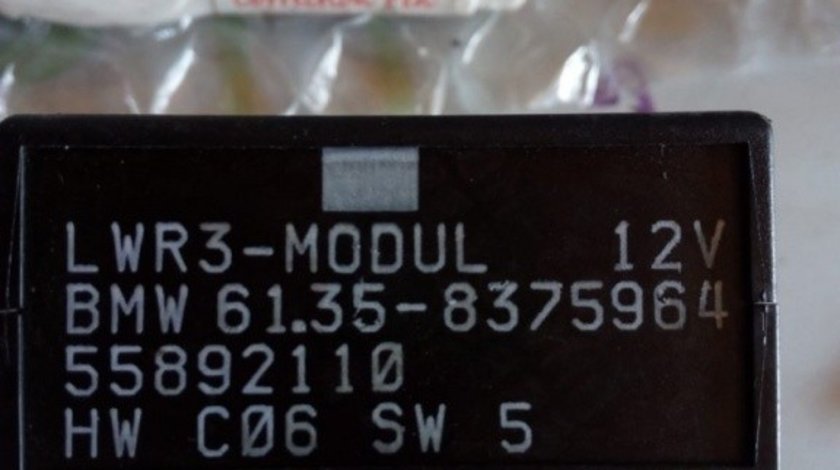 LWR3-MODUL 12V
BMW 61.35-8375964
55892110
HW C06 SW 5